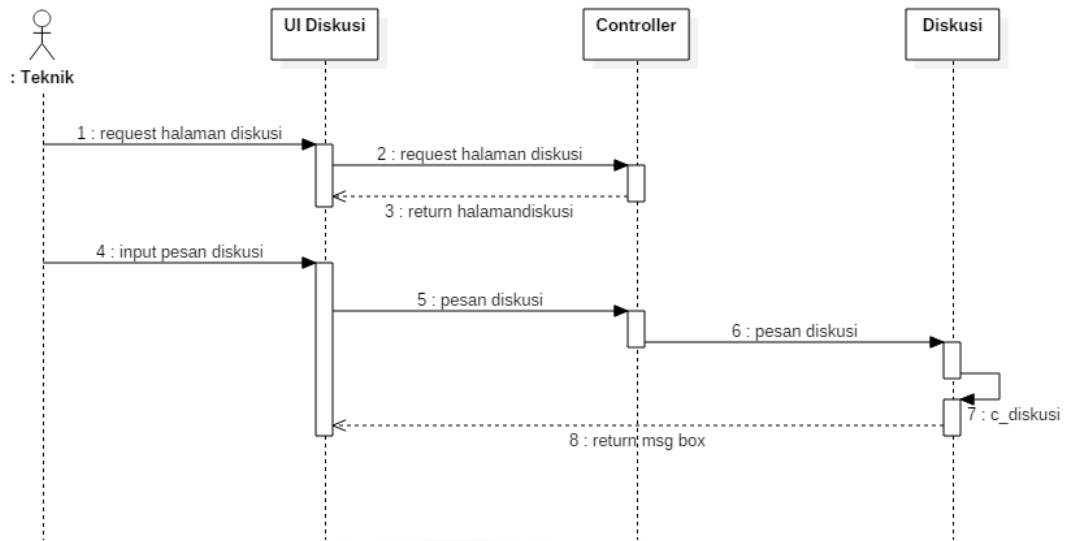 UI Diskusi
Controller
Diskusi
: Teknik
1 : request halaman diskusi
2 : request halaman diskusi
3 : return halamandiskusi
4 : input pesan diskusi
5 : pesan diskusi
6 : pesan diskusi
7 : c_diskusi
8 : return msg box